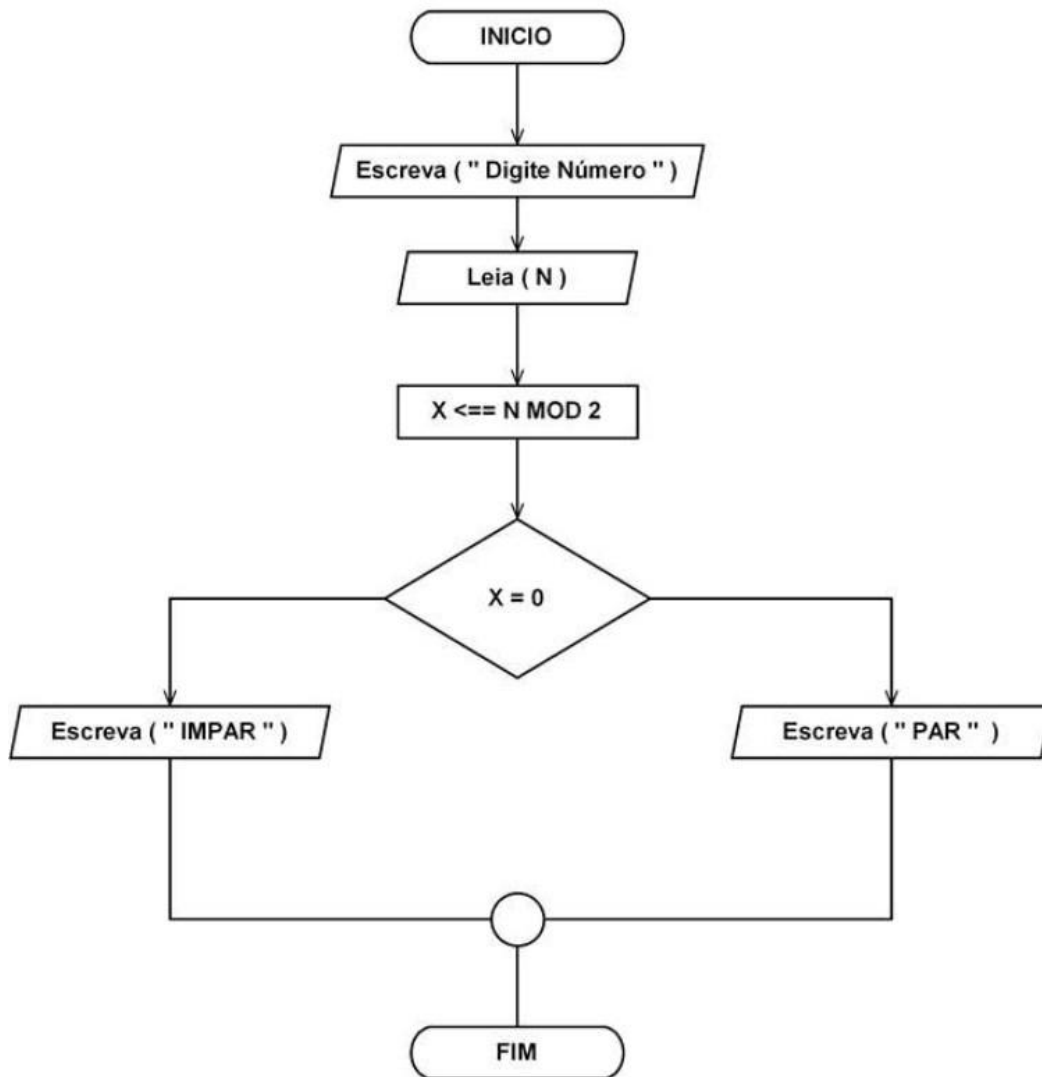 INICIO
Escreva ( " Digite Número " )
Leia ( N )
X <== N MOD 2
X = 0
Escreva ( " IMPAR " )
Escreva ( " PAR " )
FIM